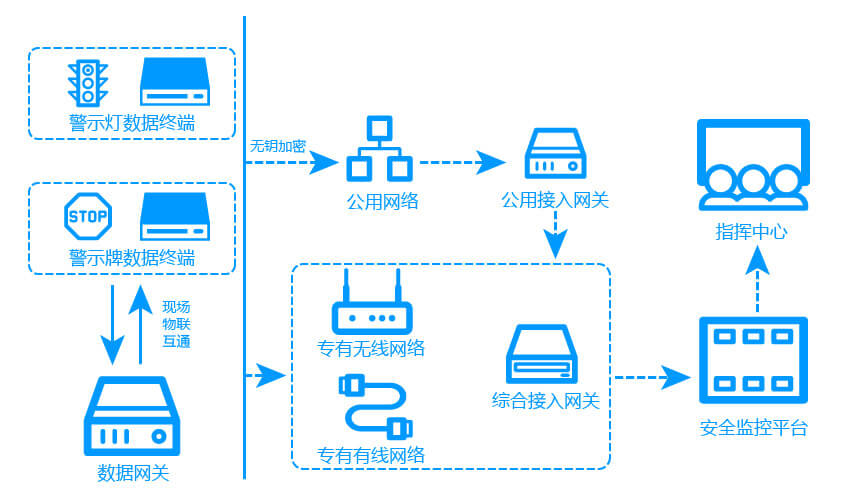 警示灯数据终端
STOP
警示牌数据终端
现场
物联
互通
数据网关
无钥加密
公用网络
公用接入网关
专有无线网络
专有有线网络
综合接入网关
指挥中心
安全监控平台